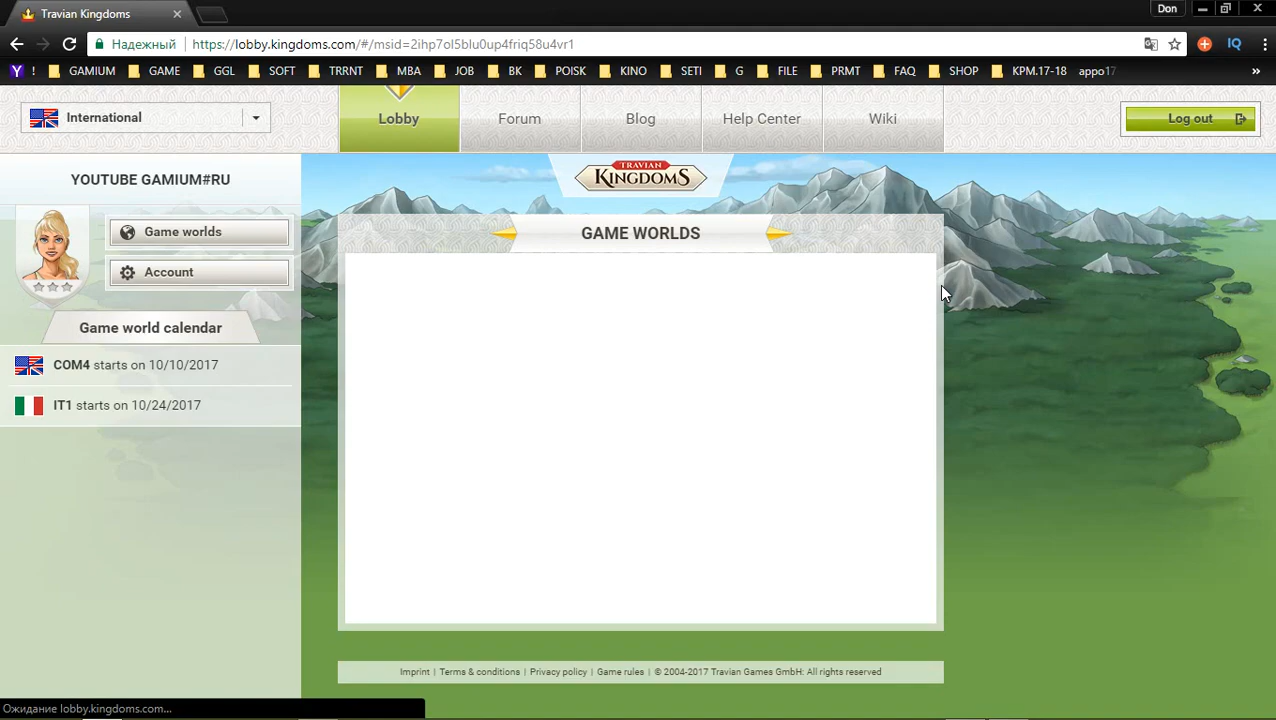 Travian Kingdoms
Don
Надежный
https://lobby.kingdoms.com/#/msid=2ihp7ol5blu0up4friq58u4vr1
IQ
Y ! GAMIUM GAME GGL SOFT TRRNT MBA JOB BK POISK KINO SETI G FILE PRMT FAQ SHOP KPM.17-18 appo17 »
International
Lobby
Forum
Blog
Help Center
Wiki
Log out
YOUTUBE GAMIUM#RU
TRAVIAN
KINGDOMS
Game worlds
GAME WORLDS
Account
Game world calendar
COM4 starts on 10/10/2017
IT1 starts on 10/24/2017
Imprint | Terms & conditions | Privacy policy | Game rules | © 2004-2017 Travian Games GmbH: All rights reserved
Ожидание lobby.kingdoms.com...